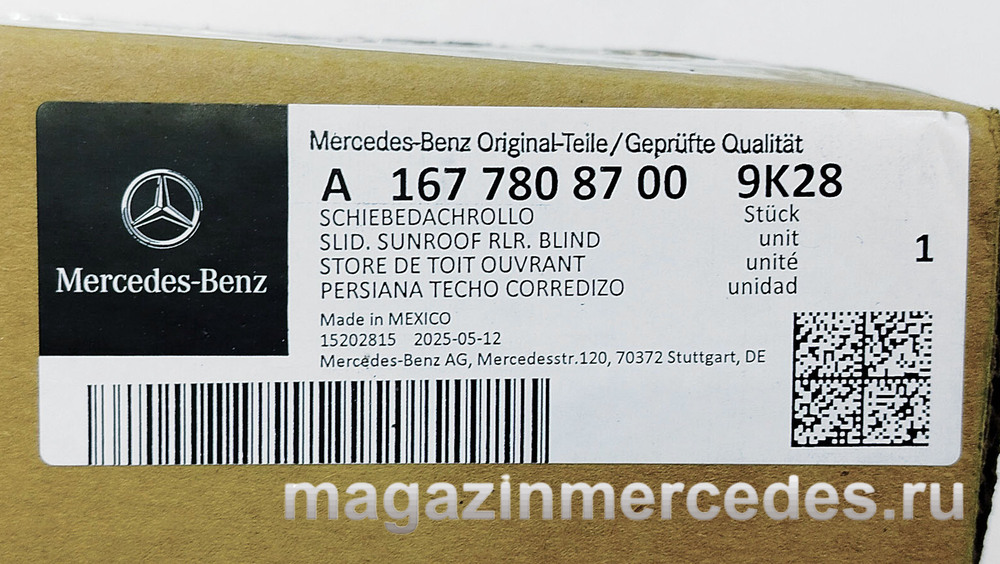 Mercedes-Benz Original-Teile/Geprüfte Qualität
A 167 780 87 00 9K28
SCHIEBEDACHROLLO Stück
SLID. SUNROOF RLR. BLIND unit
STORE DE TOIT OUVRANT unité
PERSIANA TECHO CORREDIZO unidad
1
Made in MEXICO
15202815 2025-05-12
Mercedes-Benz AG, Mercedesstr.120, 70372 Stuttgart, DE
Mercedes-Benz
magazinmercedes.ru